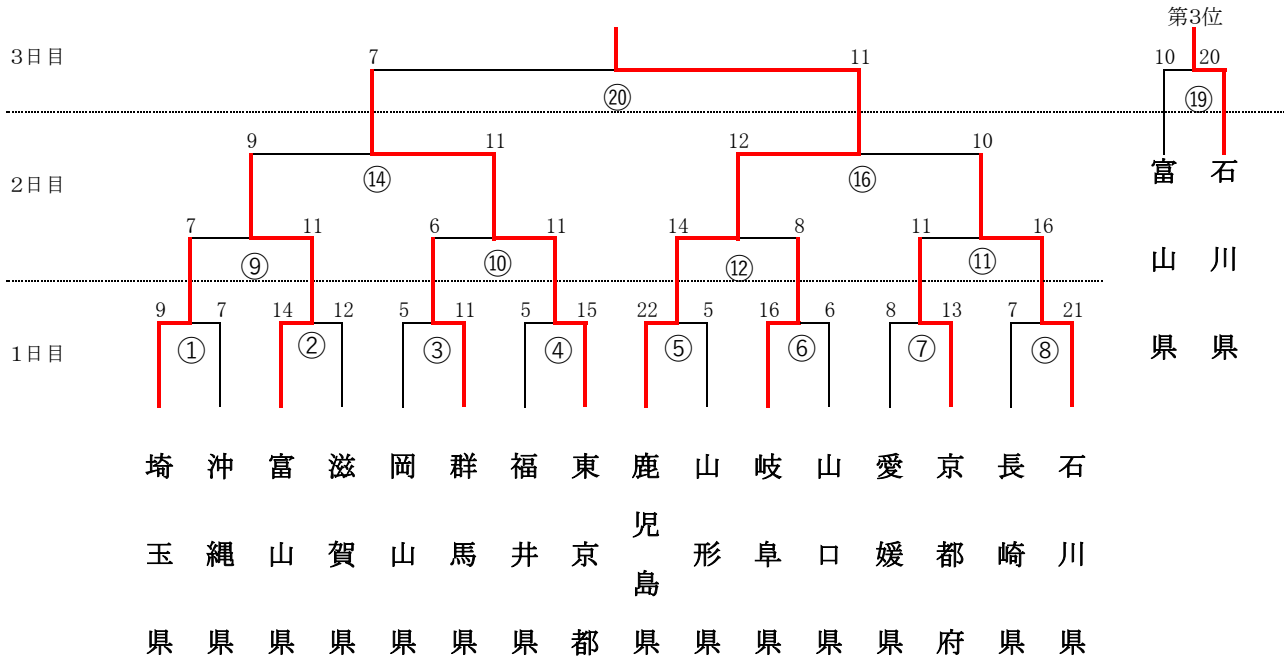 第3位
3日目
7
11
10
20
⑳
⑲
9
11
12
10
2日目
⑭
⑯
富山県
石川県
7
11
6
11
14
8
11
16
⑨
⑩
⑫
⑪
9
7
14
12
5
11
5
15
22
5
16
6
8
13
7
21
1日目
①
②
③
④
⑤
⑥
⑦
⑧
埼玉県
沖縄県
富山県
滋賀県
岡山県
群馬県
福井県
東京都
鹿児島県
山形県
岐阜県
山口県
愛媛県
京都府
長崎県
石川県